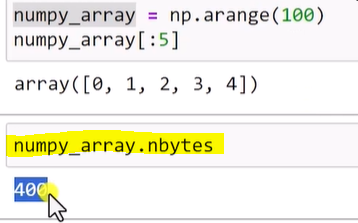 numpy_array = np.arange(100)
numpy_array[:5]
array([0, 1, 2, 3, 4])
numpy_array.nbytes
400